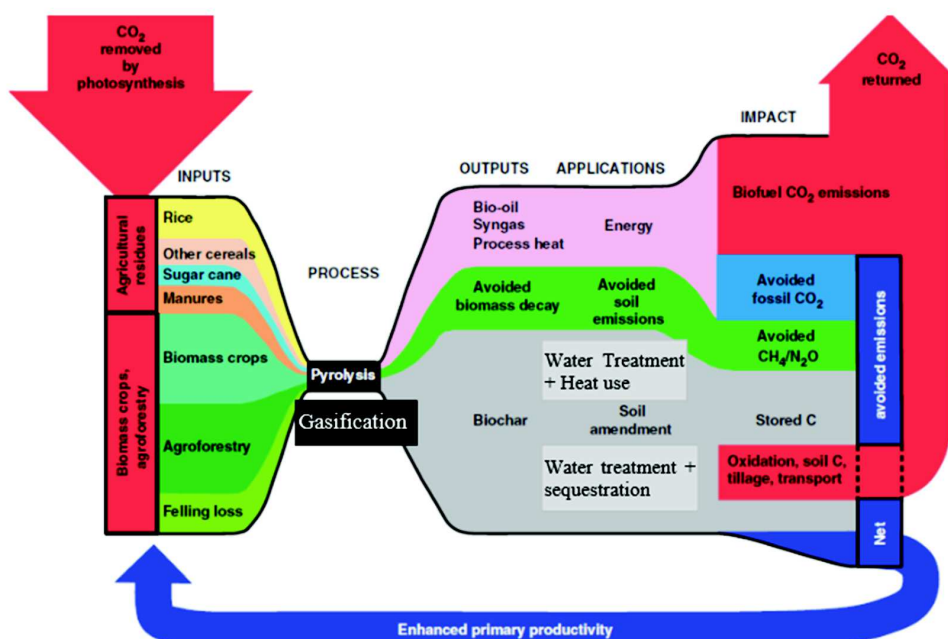 CO2
removed
by
photosynthesis
CO2
returned
IMPACT
INPUTS
OUTPUTS
APPLICATIONS
PROCESS
Agricultural
residues
Rice
Other cereals
Sugar cane
Manures
Biomass crops,
agroforestry
Biomass crops
Agroforestry
Felling loss
Pyrolysis
Gasification
Bio-oil
Syngas
Process heat
Energy
Biofuel CO2 emissions
Avoided
biomass decay
Avoided
soil
emissions
Avoided
fossil CO2
Avoided
CH4/N2O
avoided emissions
Water Treatment
+ Heat use
Biochar
Soil
amendment
Stored C
Water treatment +
sequestration
Oxidation, soil C,
tillage, transport
Net
Enhanced primary productivity